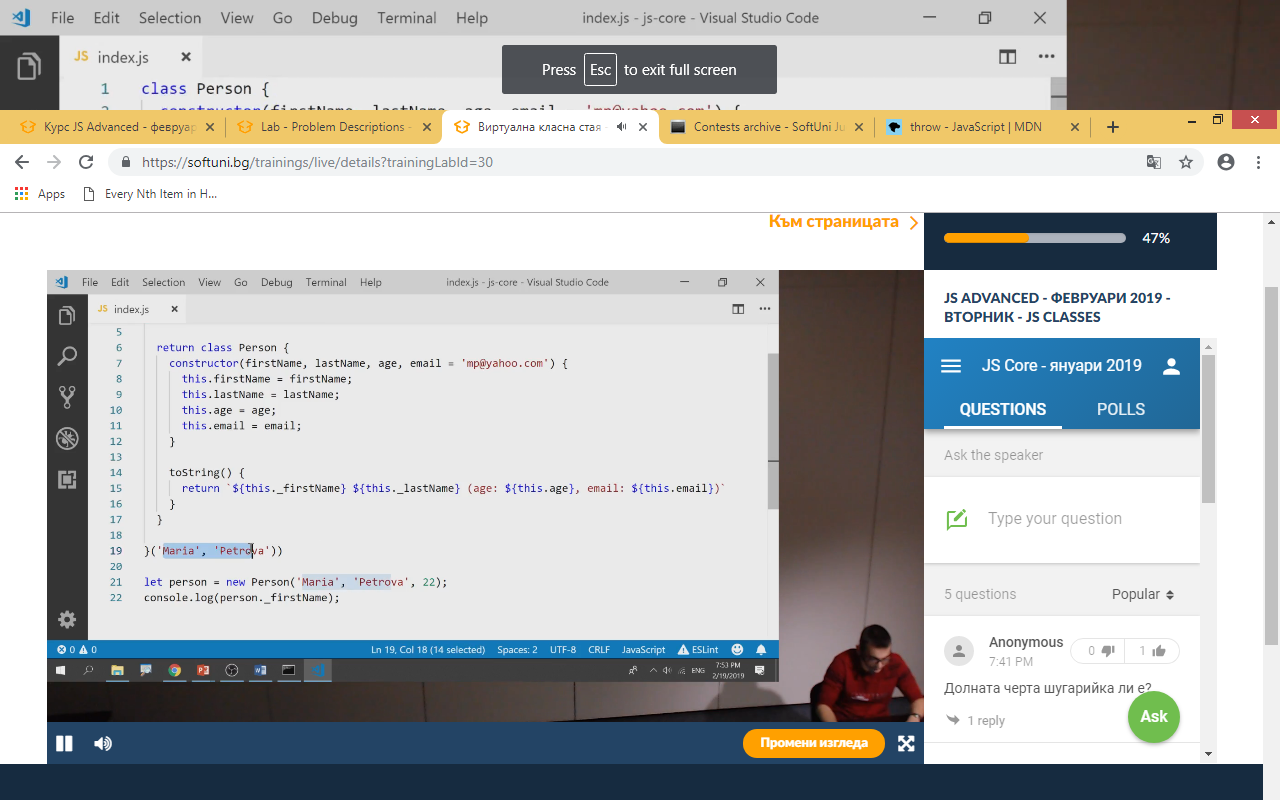 File Edit Selection View Go Debug Terminal Help index.js - js-core - Visual Studio Code
JS index.js
Press Esc to exit full screen
1 class Person {
constructor(firstName, lastName, age, email = 'mp@yahoo.com') {
Курс JS Advanced - февруар
Lab - Problem Descriptions -
Виртуална класна стая -
Contests archive - SoftUni Ju
throw - JavaScript | MDN
https://softuni.bg/trainings/live/details?trainingLabId=30
Apps Every Nth Item in H...
Към страницата
47%
File Edit Selection View Go Debug Terminal Help index.js - js-core - Visual Studio Code
JS index.js
5
6 return class Person {
7 constructor(firstName, lastName, age, email = 'mp@yahoo.com') {
8 this.firstName = firstName;
9 this.lastName = lastName;
10 this.age = age;
11 this.email = email;
12 }
13
14 toString() {
15 return `${this._firstName} ${this._lastName} (age: ${this.age}, email: ${this.email})`
16 }
17 }
18
19 }('Maria', 'Petrova'))
20
21 let person = new Person('Maria', 'Petrova', 22);
22 console.log(person._firstName);
0 0 Ln 19, Col 18 (14 selected) Spaces: 2 UTF-8 CRLF JavaScript ESLint
ENG 7:53 PM
2/19/2019
Промени изгледа
JS ADVANCED - ФЕВРУАРИ 2019 -
ВТОРНИК - JS CLASSES
JS Core - януари 2019
QUESTIONS POLLS
Ask the speaker
Type your question
5 questions Popular
Anonymous 0 1
7:41 PM
Долната черта шугарийка ли е?
1 reply
Ask